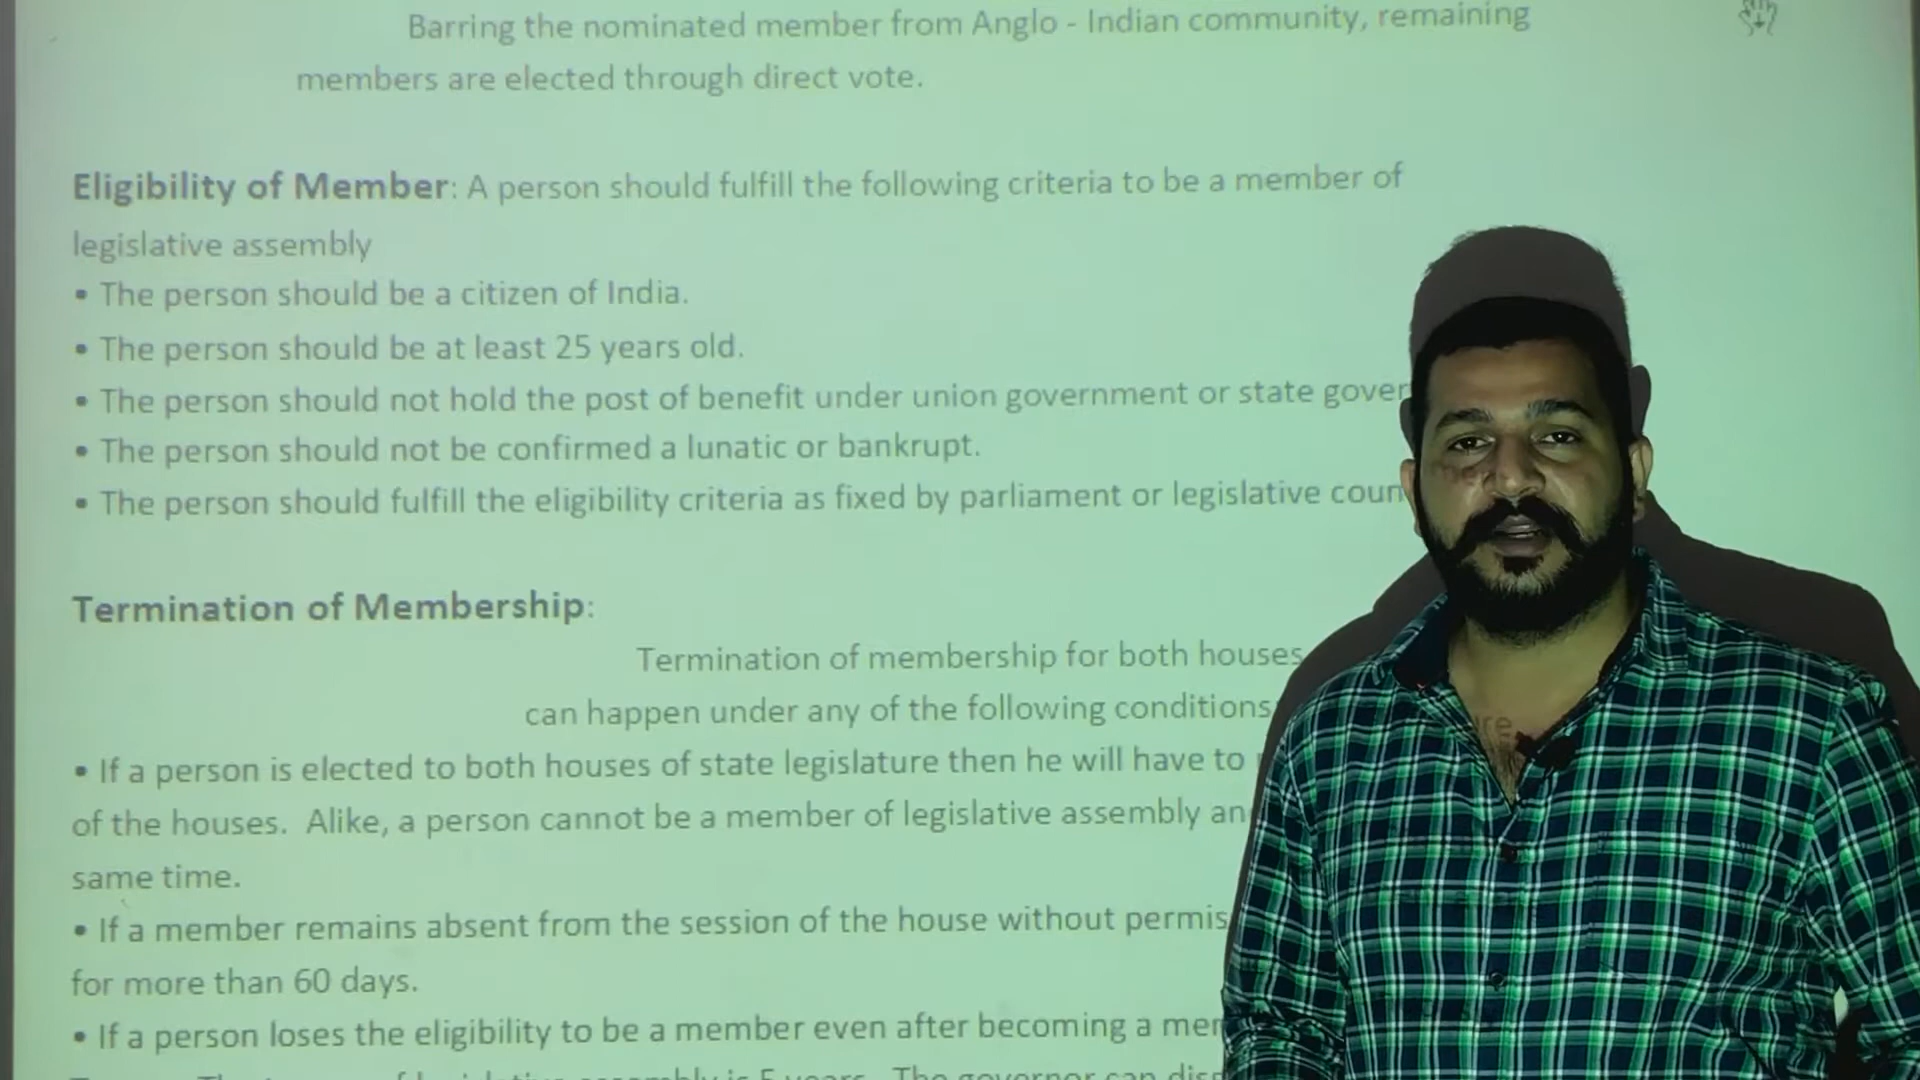 Barring the nominated member from Anglo - Indian community, remaining
members are elected through direct vote.
Eligibility of Member: A person should fulfill the following criteria to be a member of
legislative assembly
• The person should be a citizen of India.
• The person should be at least 25 years old.
• The person should not hold the post of benefit under union government or state gover
• The person should not be confirmed a lunatic or bankrupt.
• The person should fulfill the eligibility criteria as fixed by parliament or legislative coun
Termination of Membership:
Termination of membership for both houses
can happen under any of the following conditions
• If a person is elected to both houses of state legislature then he will have to
of the houses. Alike, a person cannot be a member of legislative assembly an
same time.
• If a member remains absent from the session of the house without permis
for more than 60 days.
• If a person loses the eligibility to be a member even after becoming a mem
is 5 years. The governor can